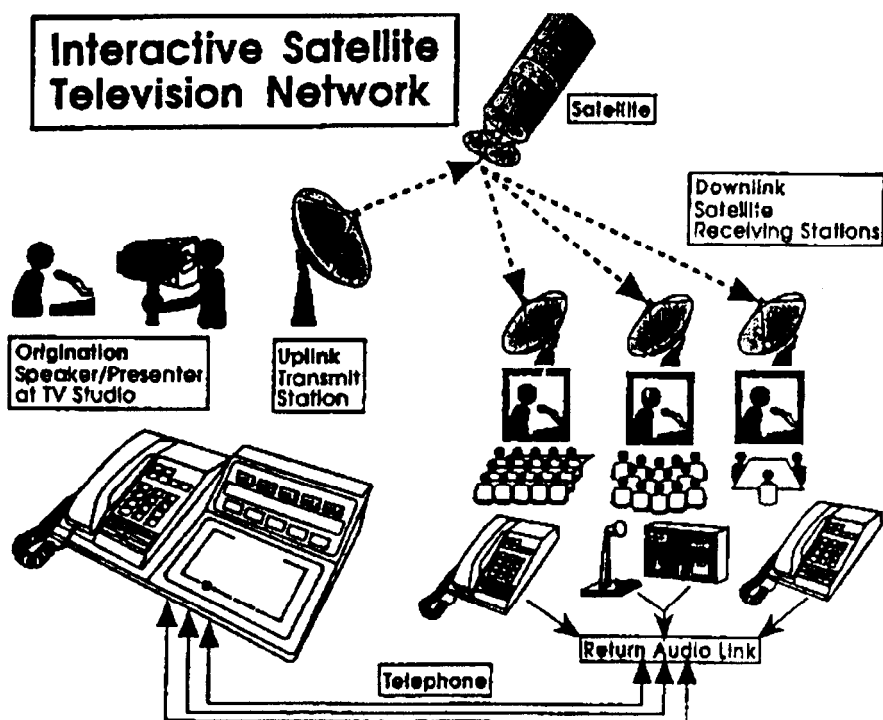 Interactive Satellite
Television Network
Satellite
Downlink
Satellite
Receiving Stations
Origination
Speaker/Presenter
at TV Studio
Uplink
Transmit
Station
Return Audio Link
Telephone